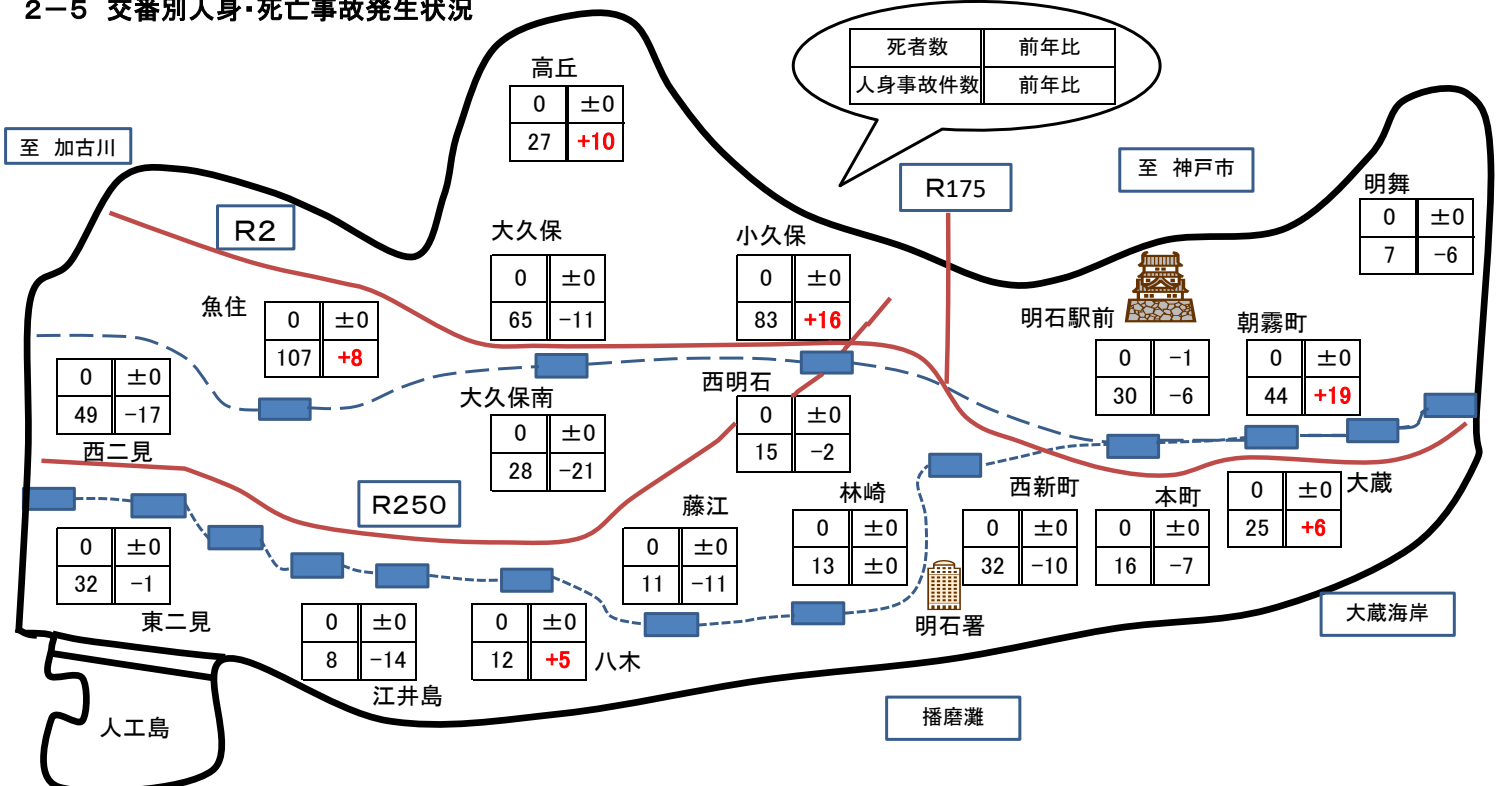 2-5 交番別人身・死亡事故発生状況
死者数 前年比
人身事故件数 前年比
高丘
0 ±0
27 +10
至 加古川
R175
至 神戸市
明舞
0 ±0
7 -6
R2
大久保
0 ±0
65 -11
小久保
0 ±0
83 +16
魚住
0 ±0
107 +8
明石駅前
0 -1
30 -6
朝霧町
0 ±0
44 +19
0 ±0
49 -17
西二見
大久保南
0 ±0
28 -21
西明石
0 ±0
15 -2
R250
藤江
0 ±0
11 -11
林崎
0 ±0
13 ±0
西新町
0 ±0
32 -10
本町
0 ±0
16 -7
大蔵
0 ±0
25 +6
0 ±0
32 -1
東二見
0 ±0
8 -14
江井島
0 ±0
12 +5
八木
明石署
大蔵海岸
人工島
播磨灘